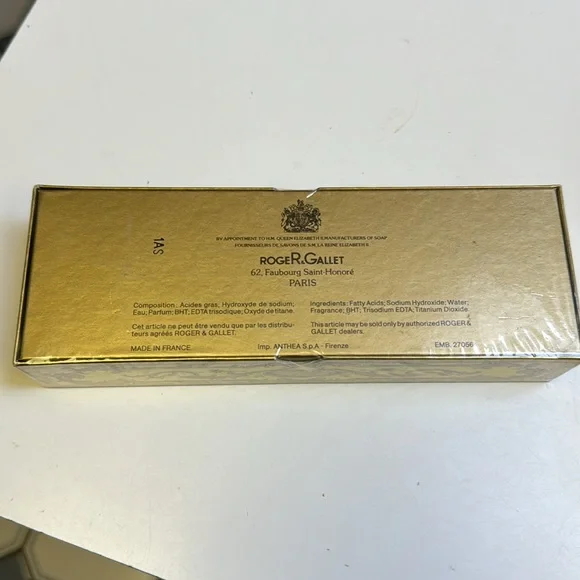 1AS
BY APPOINTMENT TO H.M. QUEEN ELIZABETH II MANUFACTURERS OF SOAP
FOURNISSEURS DE SAVONS DE S.M. LA REINE ELIZABETH II
ROGER & GALLET
62, Faubourg Saint-Honoré
PARIS
Composition : Acides gras; Hydroxyde de sodium;
Eau; Parfum; BHT; EDTA trisodique; Oxyde de titane.
Cet article ne peut être vendu que par les distribu-
teurs agréés ROGER & GALLET.
Ingredients: Fatty Acids; Sodium Hydroxide; Water;
Fragrance; BHT; Trisodium EDTA; Titanium Dioxide.
This article may be sold only by authorized ROGER &
GALLET dealers.
MADE IN FRANCE
Imp. ANTHEA S.p.A - Firenze
EMB. 27056